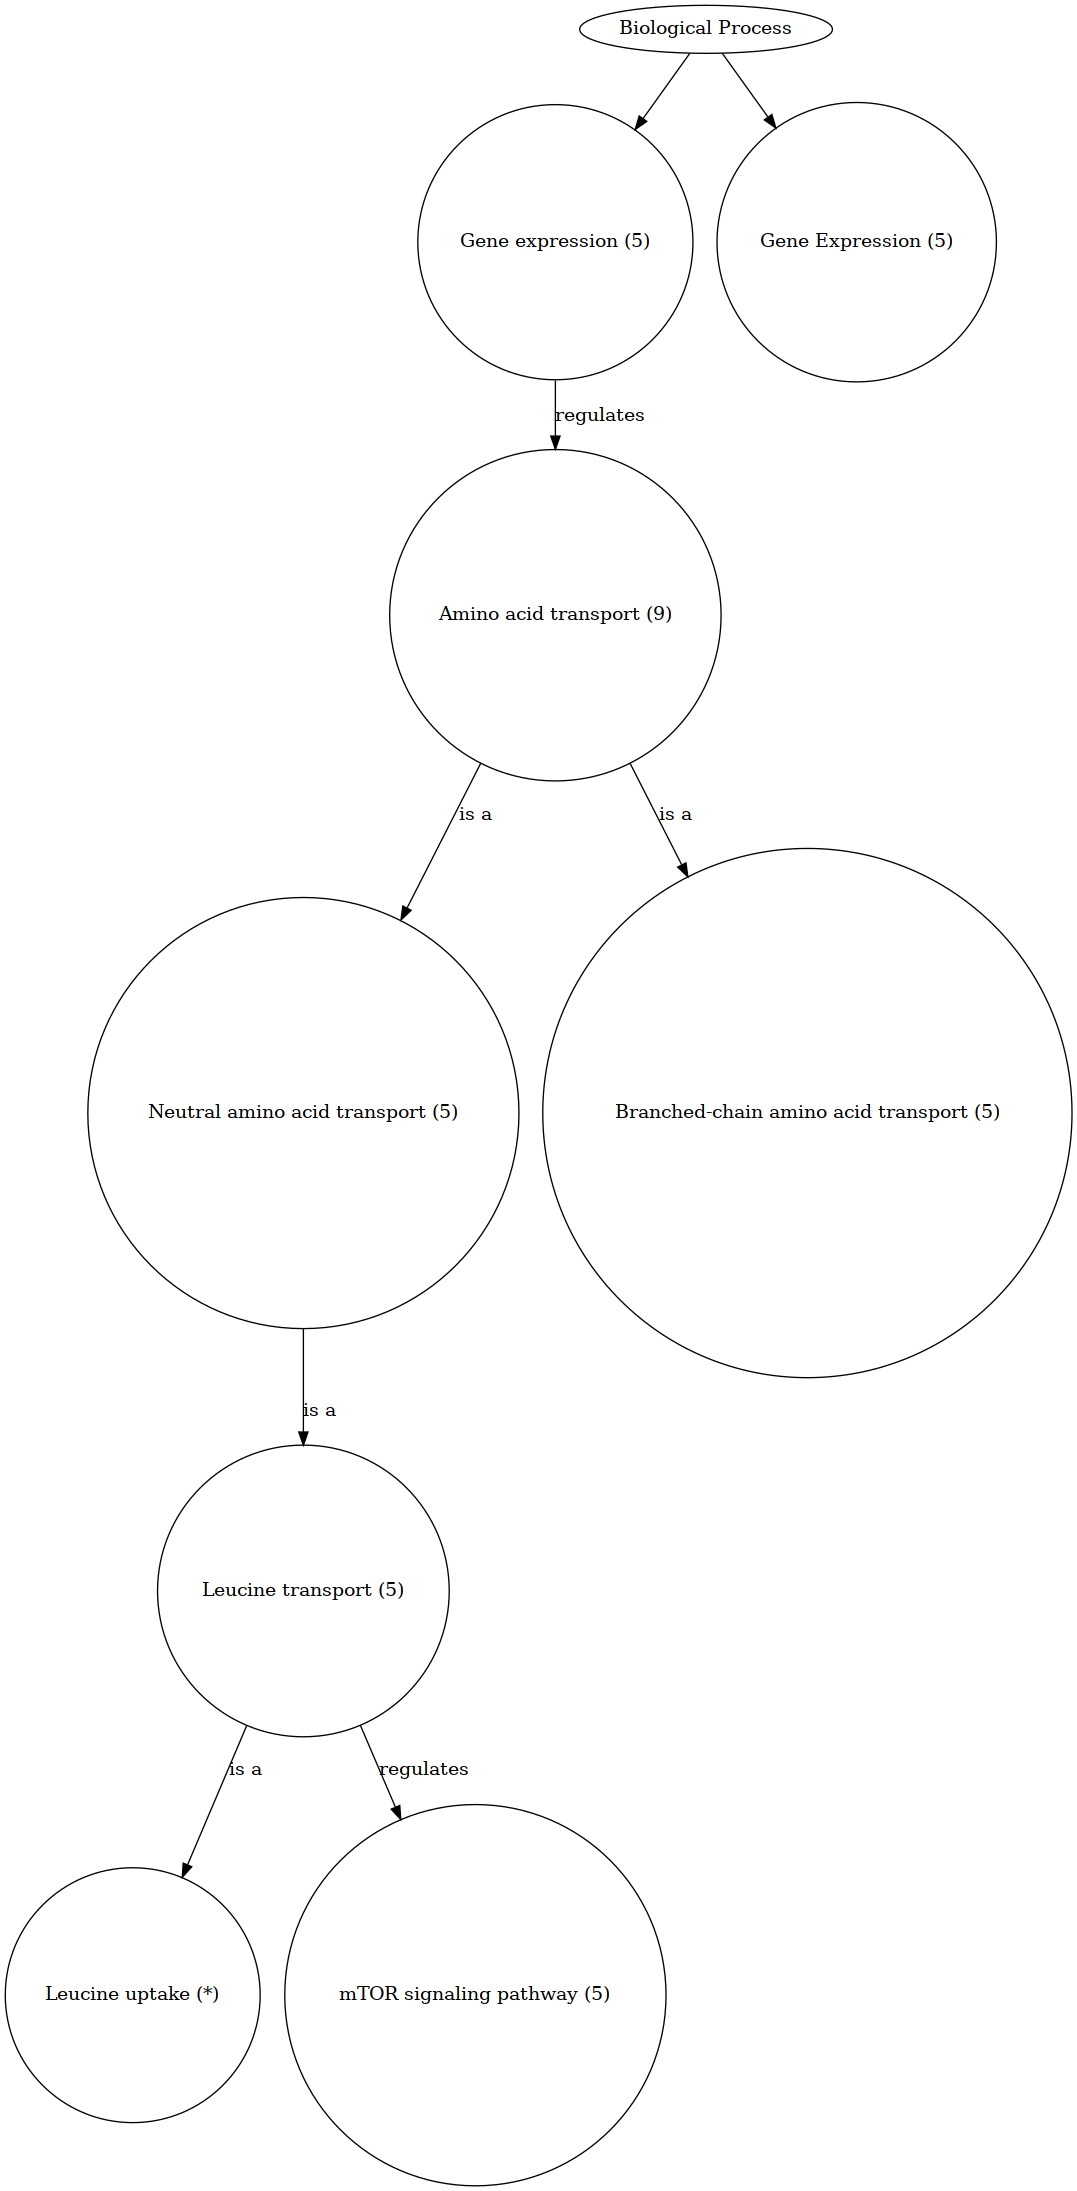 Biological Process
Gene expression (5)
Gene Expression (5)
regulates
Amino acid transport (9)
is a
is a
Neutral amino acid transport (5)
Branched-chain amino acid transport (5)
is a
Leucine transport (5)
is a
regulates
Leucine uptake (*)
mTOR signaling pathway (5)